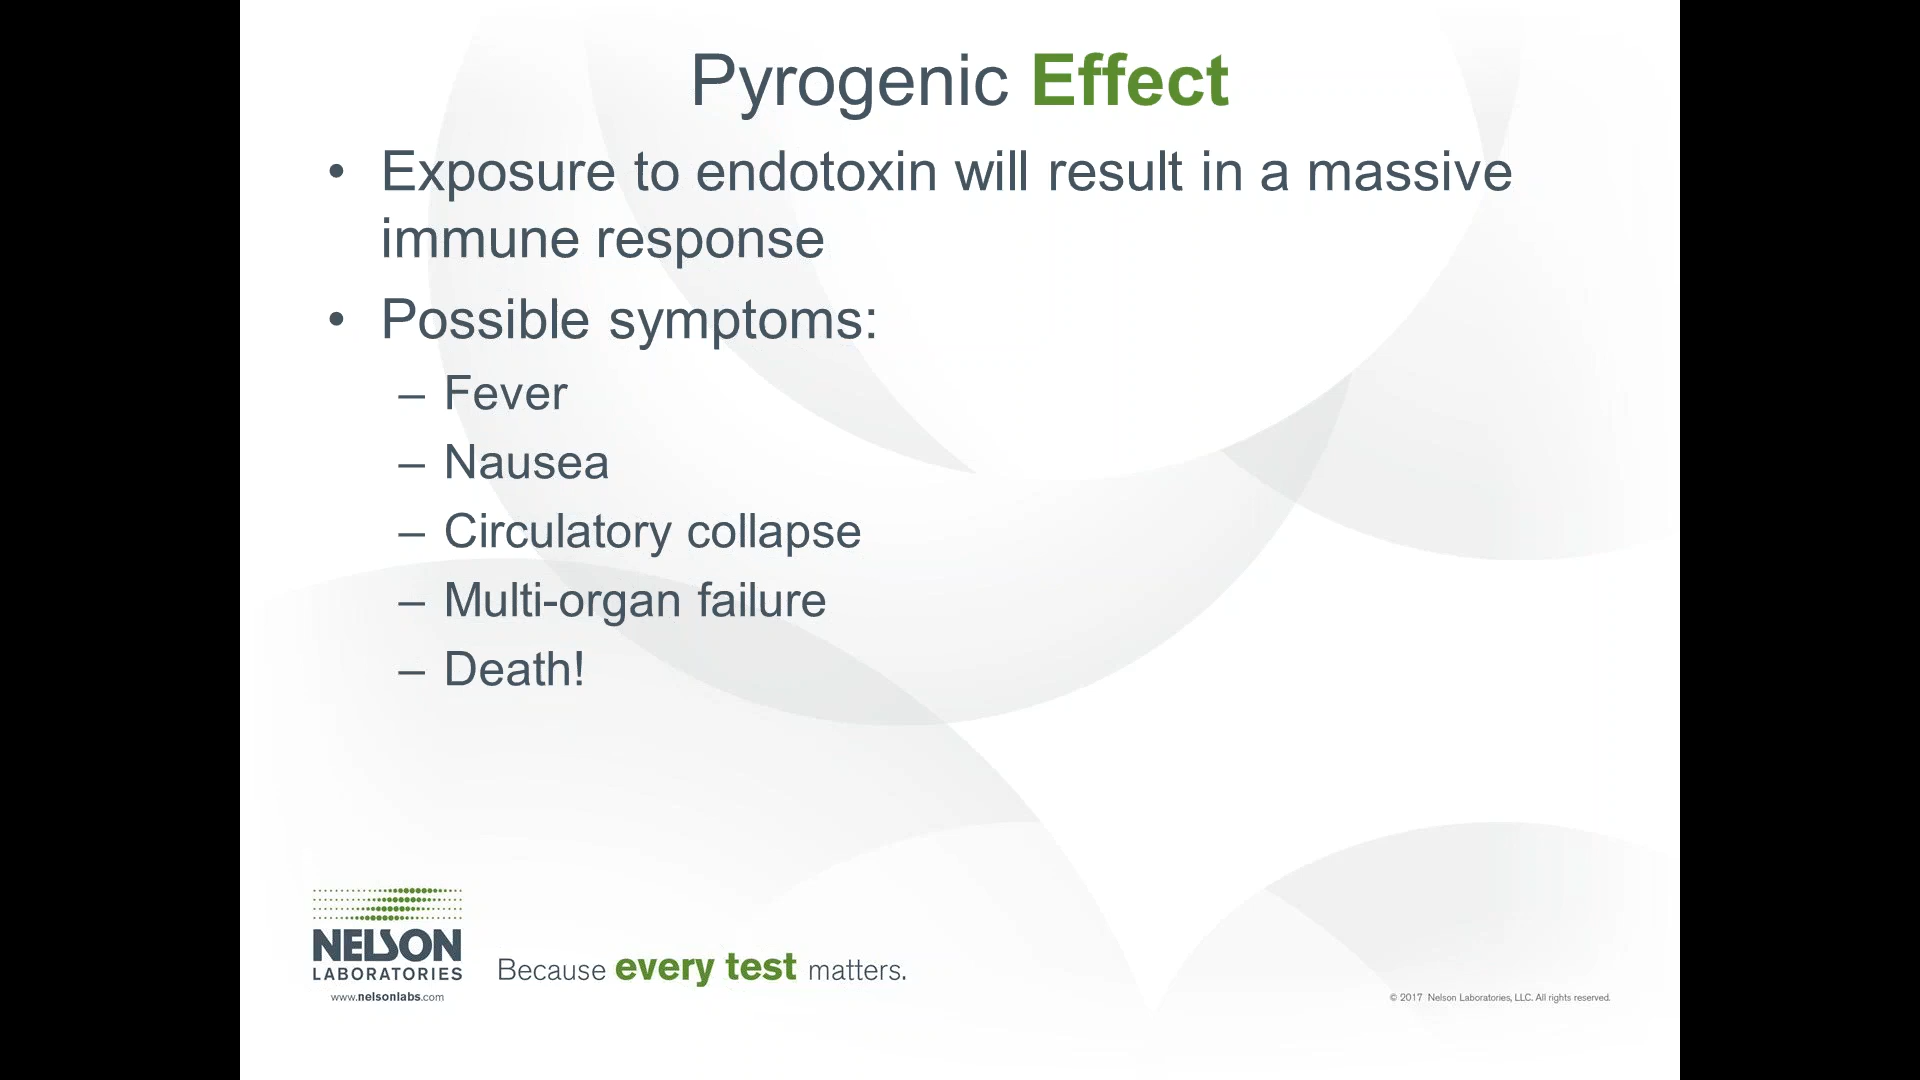 Pyrogenic Effect
• Exposure to endotoxin will result in a massive
immune response
• Possible symptoms:
– Fever
– Nausea
– Circulatory collapse
– Multi-organ failure
– Death!
NELSON
LABORATORIES
www.nelsonlabs.com
Because every test matters.
© 2017 Nelson Laboratories, LLC. All rights reserved.